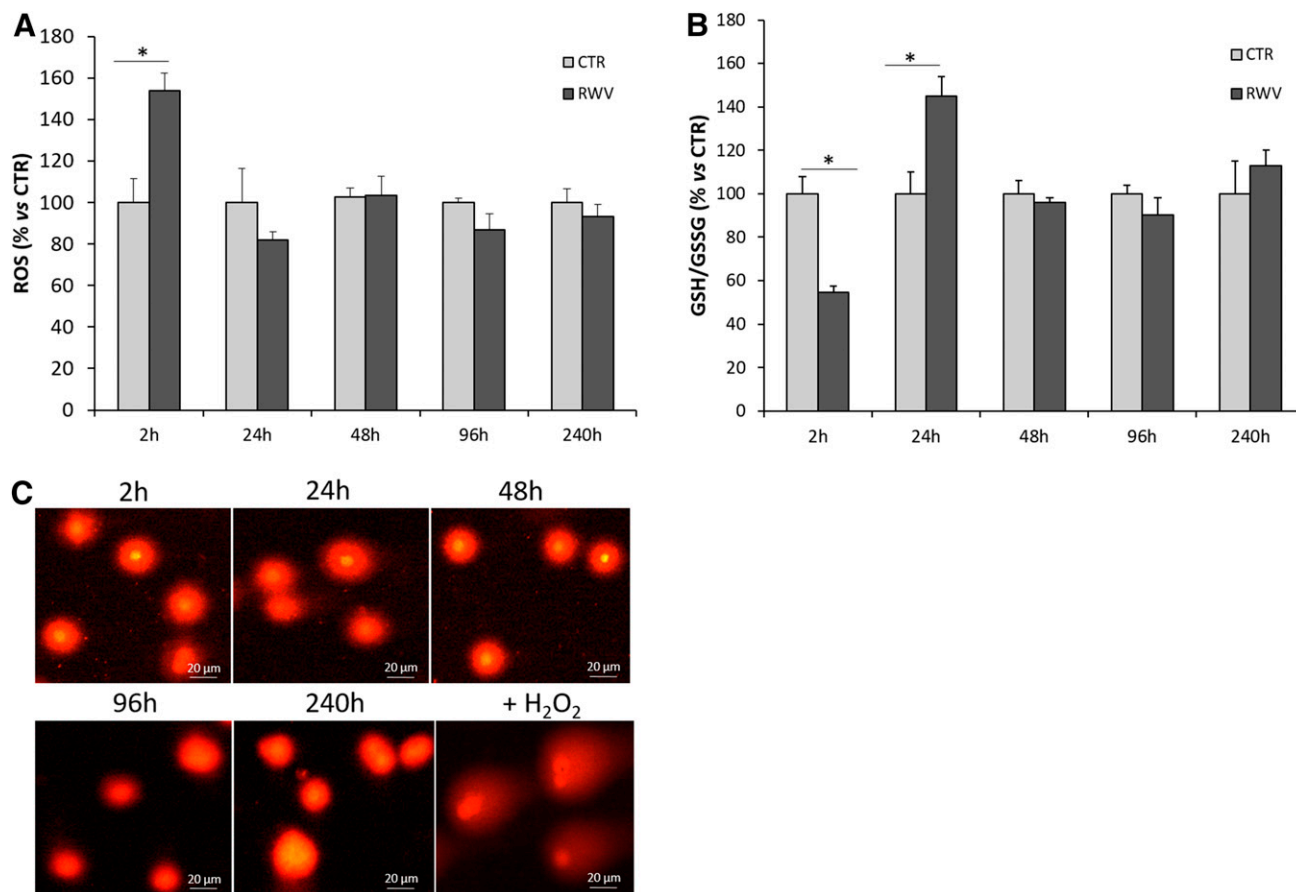 A
ROS (% vs CTR)
180
160
140
120
100
80
60
40
20
0
*
CTR
RWV
2h 24h 48h 96h 240h
B
GSH/GSSG (% vs CTR)
180
160
140
120
100
80
60
40
20
0
*
*
CTR
RWV
2h 24h 48h 96h 240h
C
2h 24h 48h
20 µm 20 µm 20 µm
96h 240h + H₂O₂
20 µm 20 µm 20 µm